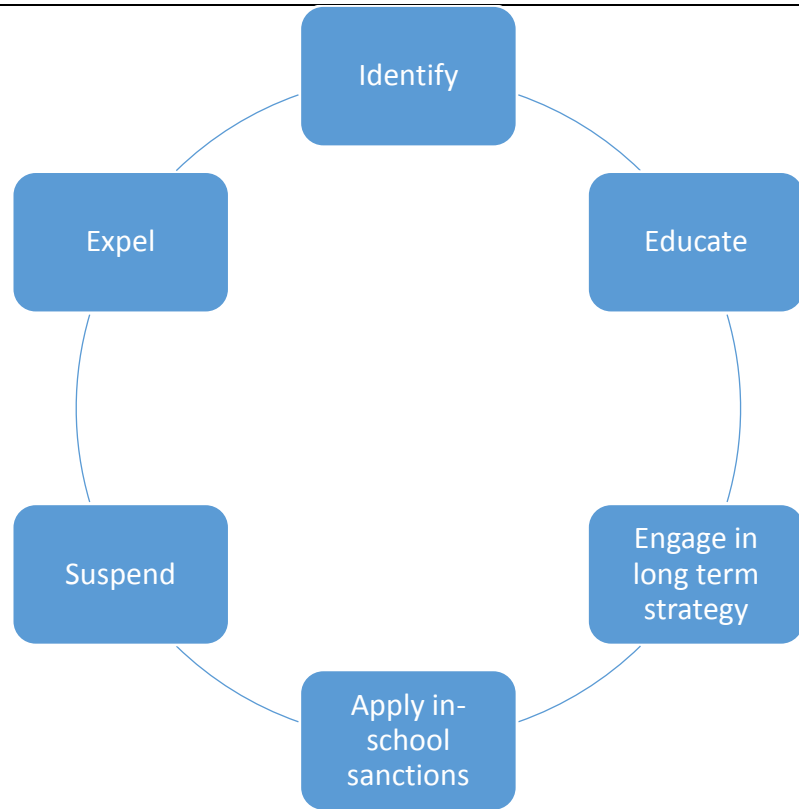 Identify
Educate
Engage in
long term
strategy
Apply in-
school
sanctions
Suspend
Expel